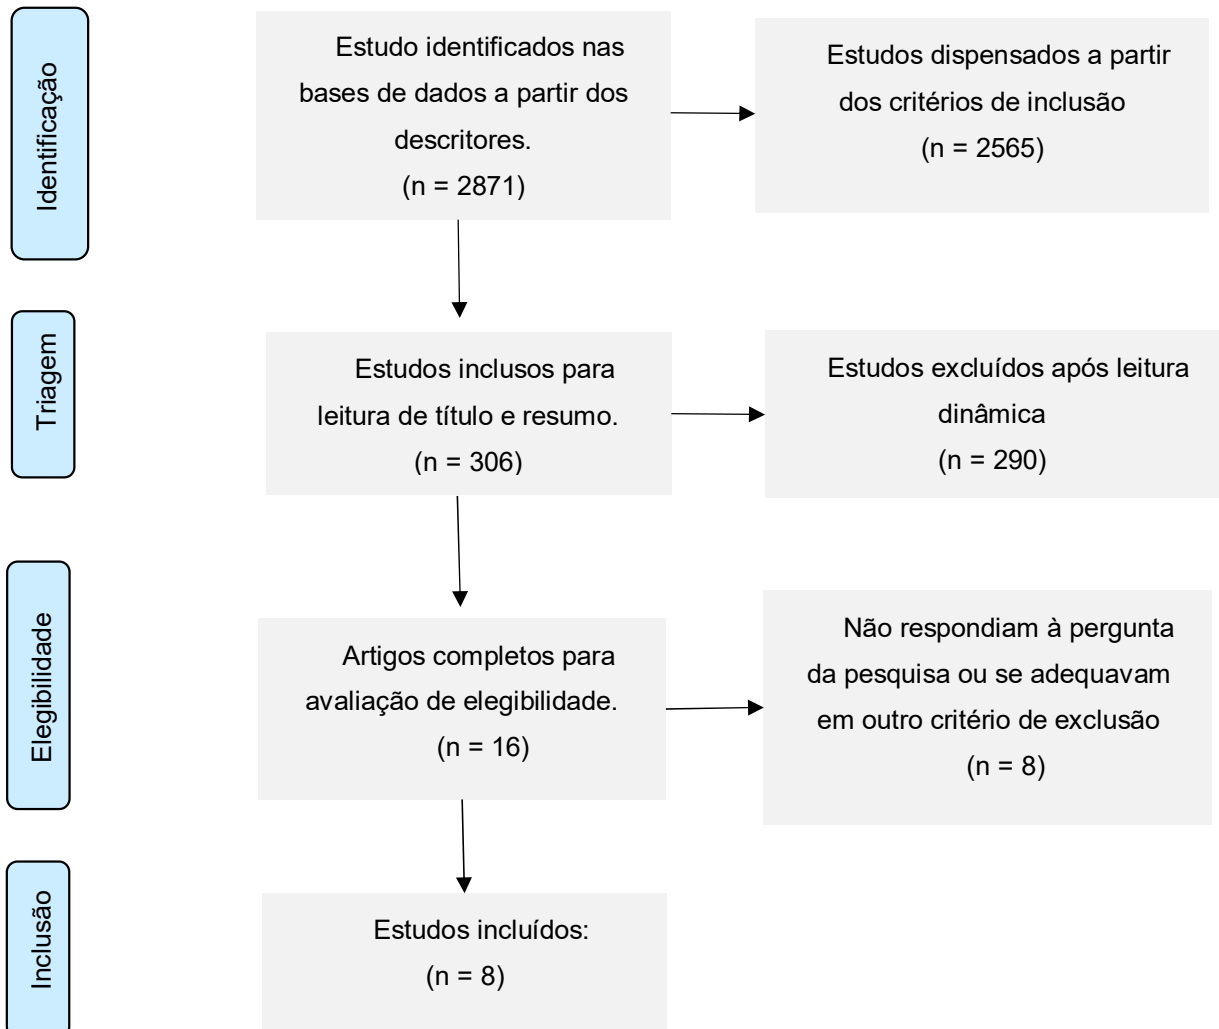 Identificação
Estudo identificados nas
bases de dados a partir dos
descritores.
(n = 2871)
Estudos dispensados a partir
dos critérios de inclusão
(n = 2565)
Triagem
Estudos inclusos para
leitura de título e resumo.
(n = 306)
Estudos excluídos após leitura
dinâmica
(n = 290)
Elegibilidade
Artigos completos para
avaliação de elegibilidade.
(n = 16)
Não respondiam à pergunta
da pesquisa ou se adequavam
em outro critério de exclusão
(n = 8)
Inclusão
Estudos incluídos:
(n = 8)